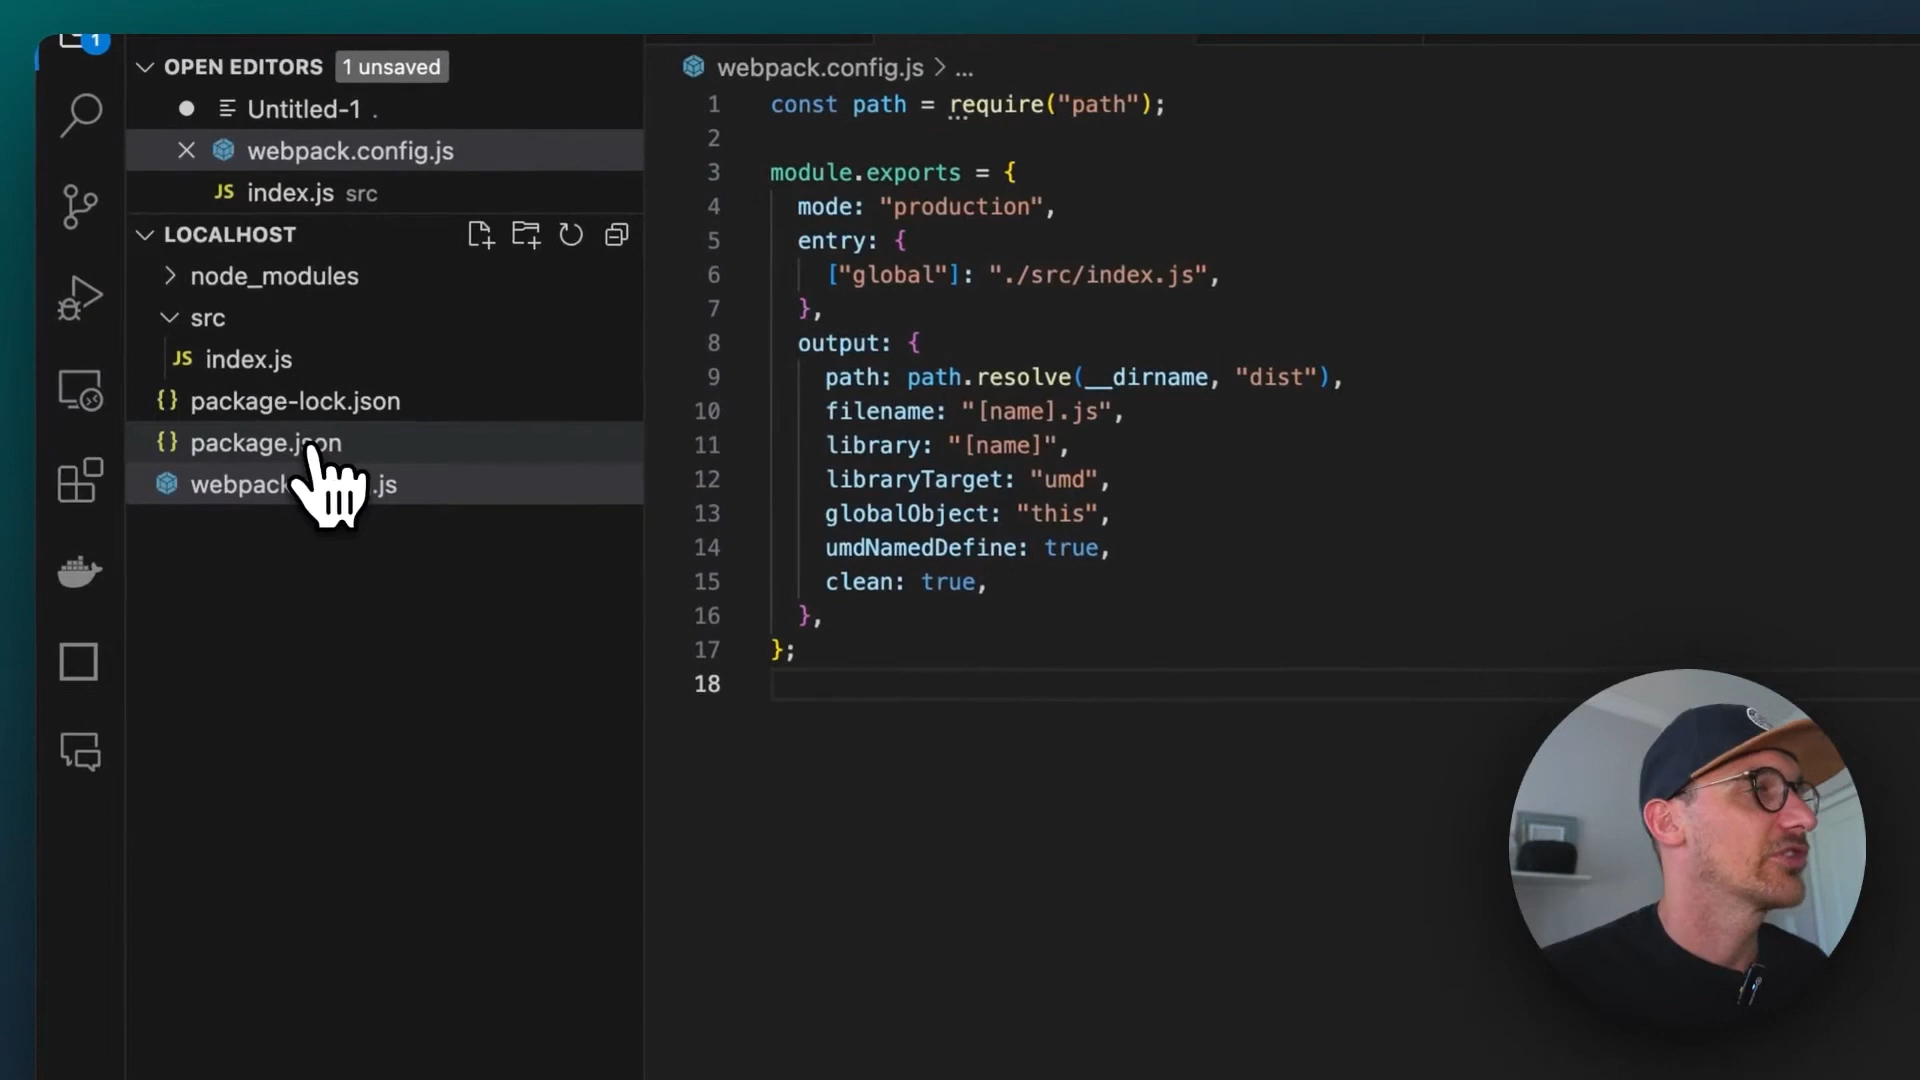 1
OPEN EDITORS 1 unsaved
Untitled-1 .
webpack.config.js
JS index.js src
LOCALHOST
node_modules
src
JS index.js
{} package-lock.json
{} package.json
webpack .js
webpack.config.js > ...
1 const path = require("path");
2
3 module.exports = {
4 mode: "production",
5 entry: {
6 ["global"]: "./src/index.js",
7 },
8 output: {
9 path: path.resolve(__dirname, "dist"),
10 filename: "[name].js",
11 library: "[name]",
12 libraryTarget: "umd",
13 globalObject: "this",
14 umdNamedDefine: true,
15 clean: true,
16 },
17 };
18